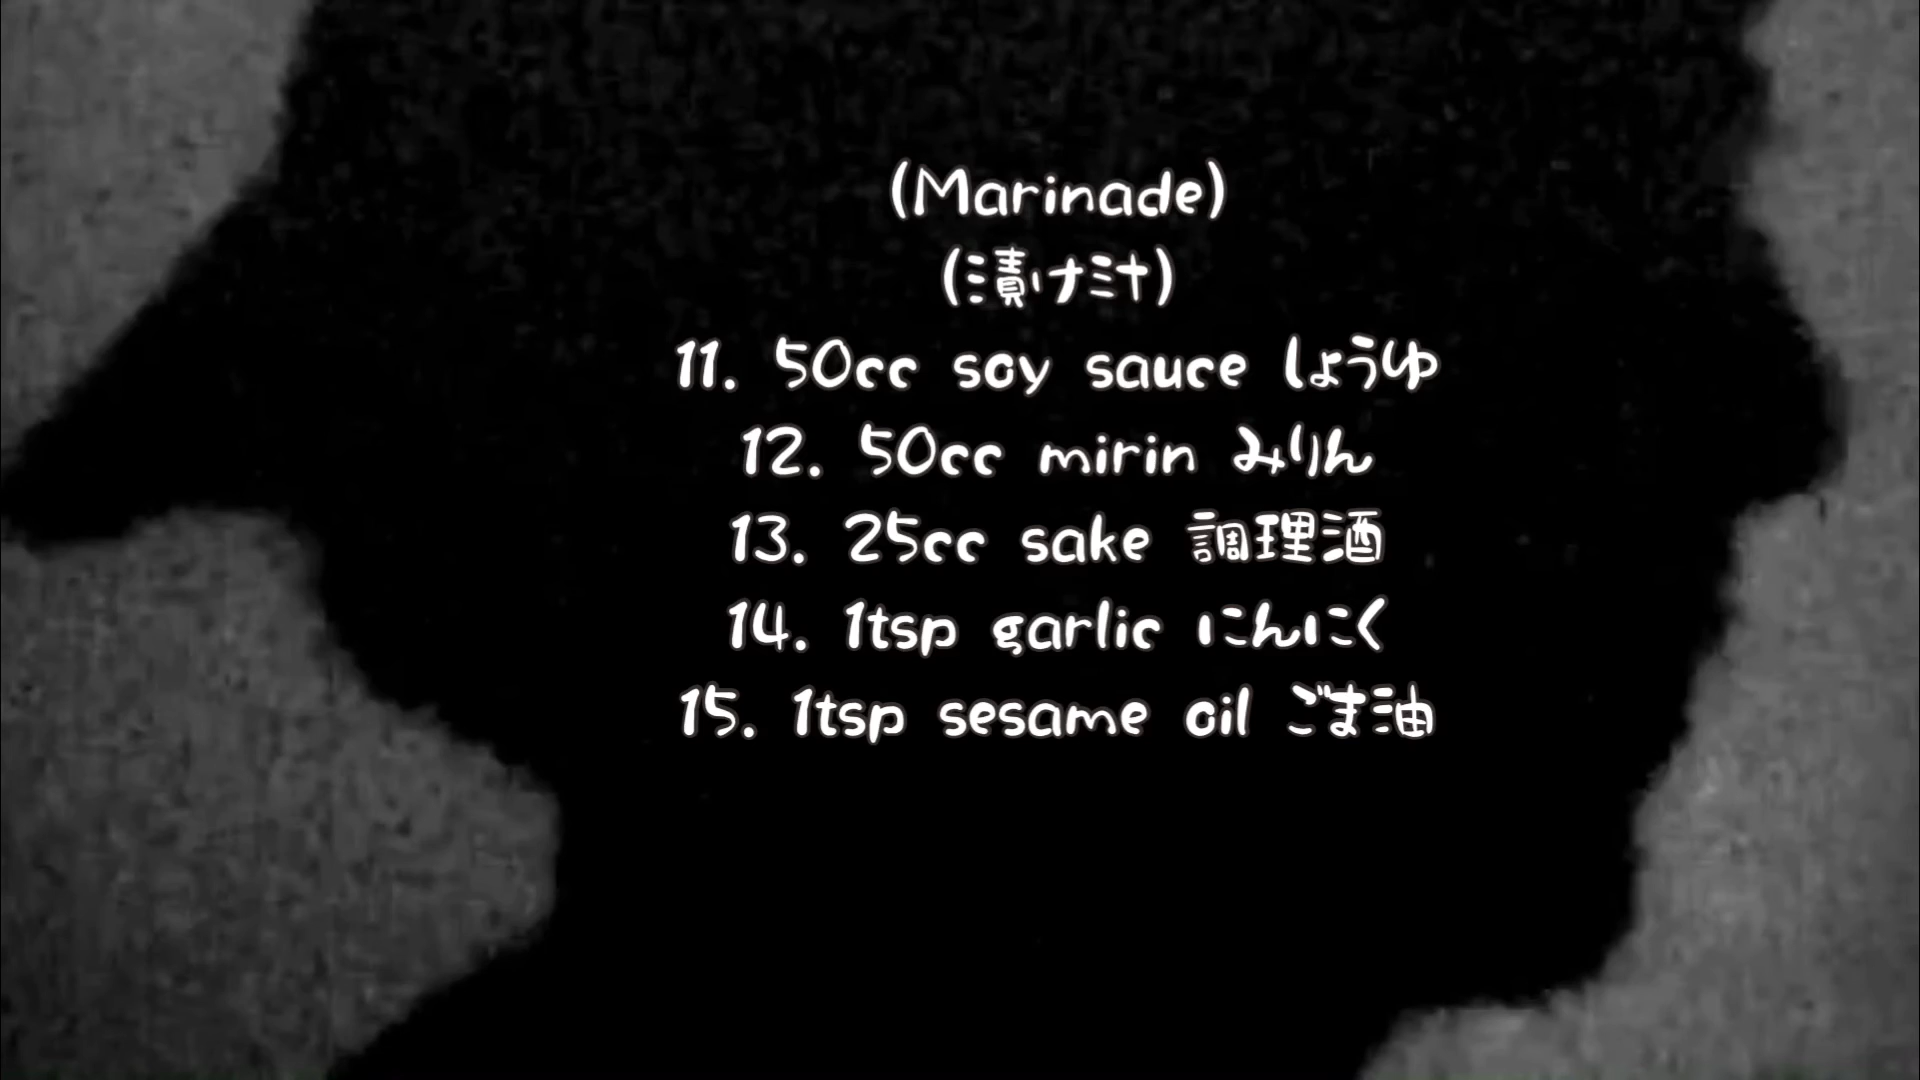 (Marinade)
(漬け汁)
11. 50cc soy sauce しょうゆ
12. 50cc mirin みりん
13. 25cc sake 調理酒
14. 1tsp garlic にんにく
15. 1tsp sesame oil ごま油